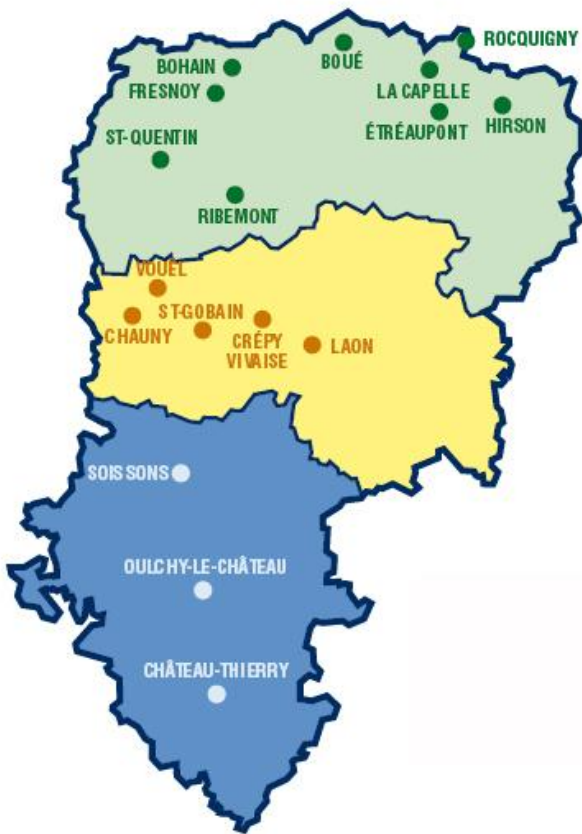 ROCQUIGNY
BOUÉ
BOHAIN
LA CAPELLE
FRESNOY
HIRSON
ÉTRÉAUPONT
ST-QUENTIN
RIBEMONT
VOUËL
ST-GOBAIN
CHAUNY
CRÉPY
VIVAISE
LAON
SOISSONS
OULCHY-LE-CHÂTEAU
CHÂTEAU-THIERRY